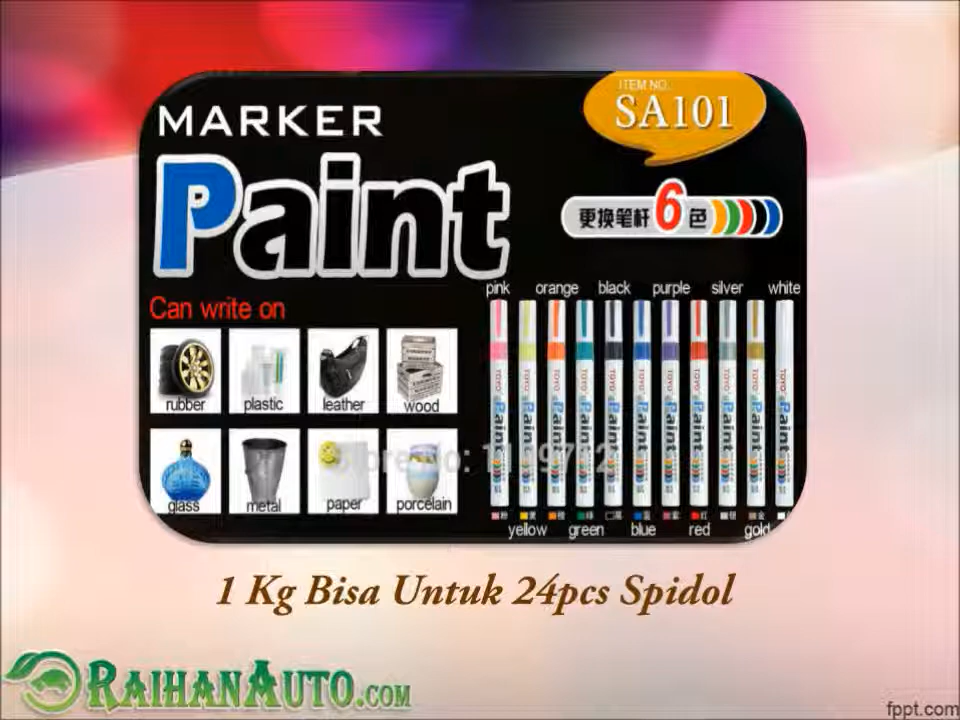 MARKER
ITEM NO.
SA101
Paint
更换笔杆6色
Can write on
pink orange black purple silver white
rubber plastic leather wood
glass metal paper porcelain
TOYO
Paint
yellow green blue red gold
1 Kg Bisa Untuk 24pcs Spidol
RAIHANAUTO.COM
fppt.com